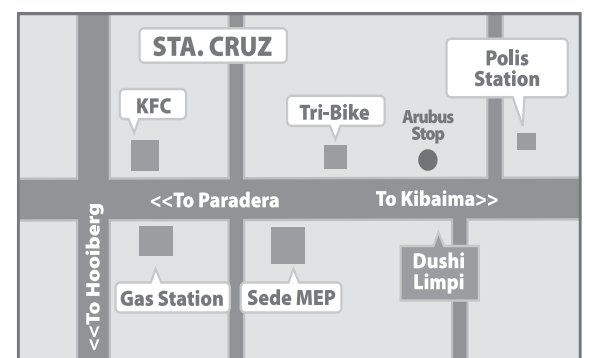 STA. CRUZ
Polis
Station
KFC
Tri-Bike
Arubus
Stop
<<To Paradera
To Kibaima>>
<<To Hooiberg
Gas Station
Sede MEP
Dushi
Limpi